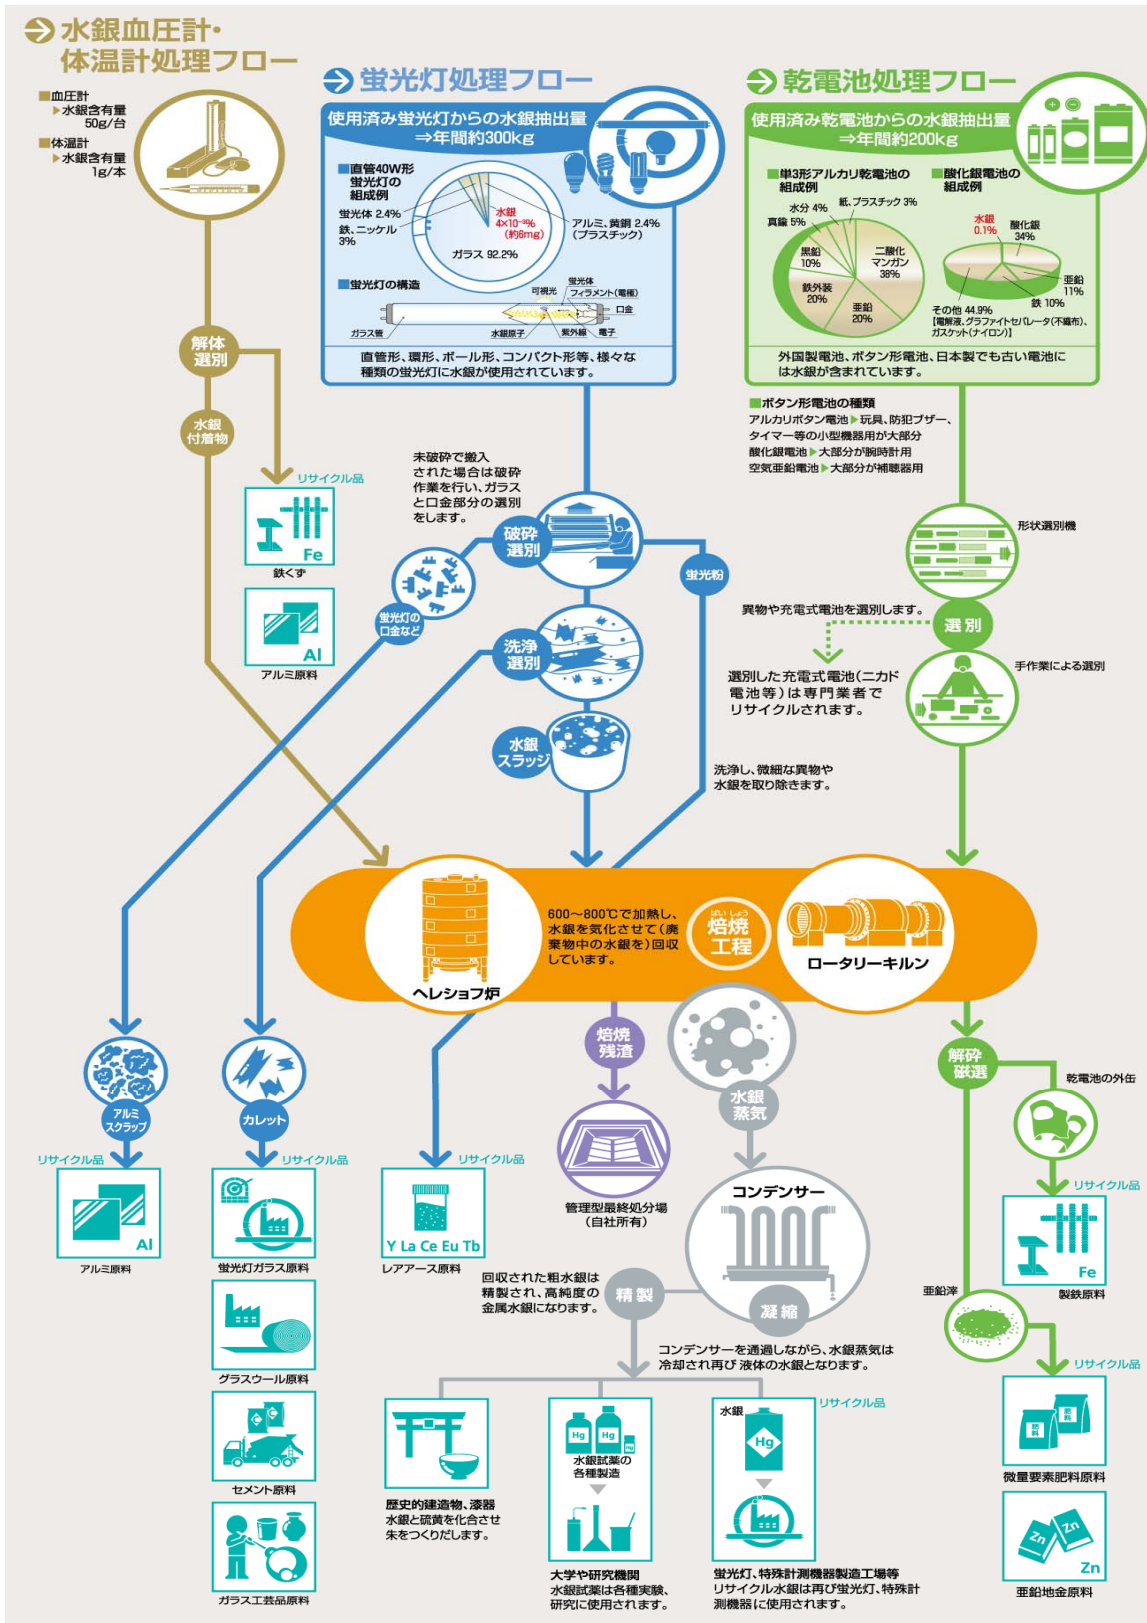 水銀血圧計・
体温計処理フロー
■血圧計
▶水銀含有量
50g/台
■体温計
▶水銀含有量
1g/本
解体
選別
水銀
付着物
リサイクル品
Fe
鉄くず
Al
アルミ原料
蛍光灯処理フロー
使用済み蛍光灯からの水銀抽出量
⇒年間約300kg
■直管40W形
蛍光灯の
組成例
蛍光体 2.4%
鉄、ニッケル
3%
水銀
(約6mg)
アルミ、黄銅 2.4%
(プラスチック)
ガラス 92.2%
■蛍光灯の構造
可視光
蛍光体
フィラメント(電極)
口金
ガラス管
水銀原子
紫外線
電子
直管形、環形、ボール形、コンパクト形等、様々な
種類の蛍光灯に水銀が使用されています。
未破砕で搬入
された場合は破砕
作業を行い、ガラス
と口金部分の選別
をします。
破砕
選別
蛍光灯の
口金など
蛍光粉
洗浄
選別
水銀
スラッジ
洗浄し、微細な異物や
水銀を取り除きます。
乾電池処理フロー
使用済み乾電池からの水銀抽出量
⇒年間約200kg
■単3形アルカリ乾電池の
組成例
水分 4%
紙、プラスチック 3%
真鍮 5%
黒鉛
10%
鉄外装
20%
亜鉛
20%
二酸化
マンガン
38%
■酸化銀電池の
組成例
水銀
0.1%
酸化銀
34%
亜鉛
11%
鉄 10%
その他 44.9%
【電解液、グラファイトセパレータ(不織布)、
ガスケット(ナイロン)】
外国製電池、ボタン形電池、日本製でも古い電池に
は水銀が含まれています。
■ボタン形電池の種類
アルカリボタン電池▶玩具、防犯ブザー、
タイマー等の小型機器用が大部分
酸化銀電池▶大部分が腕時計用
空気亜鉛電池▶大部分が補聴器用
形状選別機
異物や充電式電池を選別します。
選別
手作業による選別
選別した充電式電池(ニカド
電池等)は専門業者で
リサイクルされます。
ヘレショフ炉
600〜800℃で加熱し、
水銀を気化させて(廃
棄物中の水銀を)回収
しています。
ばいしょう
焙焼
工程
ロータリーキルン
アルミ
スクラップ
リサイクル品
Al
アルミ原料
カレット
リサイクル品
蛍光灯ガラス原料
グラスウール原料
セメント原料
ガラス工芸品原料
リサイクル品
Y La Ce Eu Tb
レアアース原料
焙焼
残渣
管理型最終処分場
(自社所有)
水銀
蒸気
コンデンサー
凝縮
コンデンサーを通過しながら、水銀蒸気は
冷却され再び 液体の水銀となります。
回収された粗水銀は
精製され、高純度の
金属水銀になります。
精製
歴史的建造物、漆器
水銀と硫黄を化合させ
朱をつくりだします。
Hg
Hg
Hg
水銀試薬の
各種製造
大学や研究機関
水銀試薬は各種実験、
研究に使用されます。
リサイクル品
水銀
Hg
蛍光灯、特殊計測機器製造工場等
リサイクル水銀は再び蛍光灯、特殊計
測機器に使用されます。
解砕
磁選
乾電池の外缶
リサイクル品
Fe
製鉄原料
亜鉛滓
リサイクル品
肥料
肥料
微量要素肥料原料
Zn
Zn
Zn
亜鉛地金原料